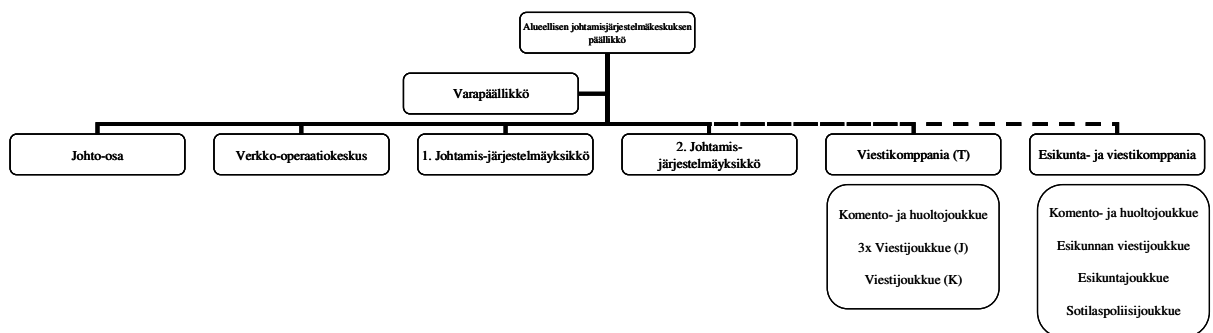 Alueellisen johtamisjärjestelmäkeskuksen
päällikkö
Varapäällikkö
Johto-osa
Verkko-operaatiokeskus
1. Johtamis-järjestelmäyksikkö
2. Johtamis-
järjestelmäyksikkö
Viestikomppania (T)
Esikunta- ja viestikomppania
Komento- ja huoltojoukkue
3x Viestijoukkue (J)
Viestijoukkue (K)
Komento- ja huoltojoukkue
Esikunnan viestijoukkue
Esikuntajoukkue
Sotilaspoliisijoukkue